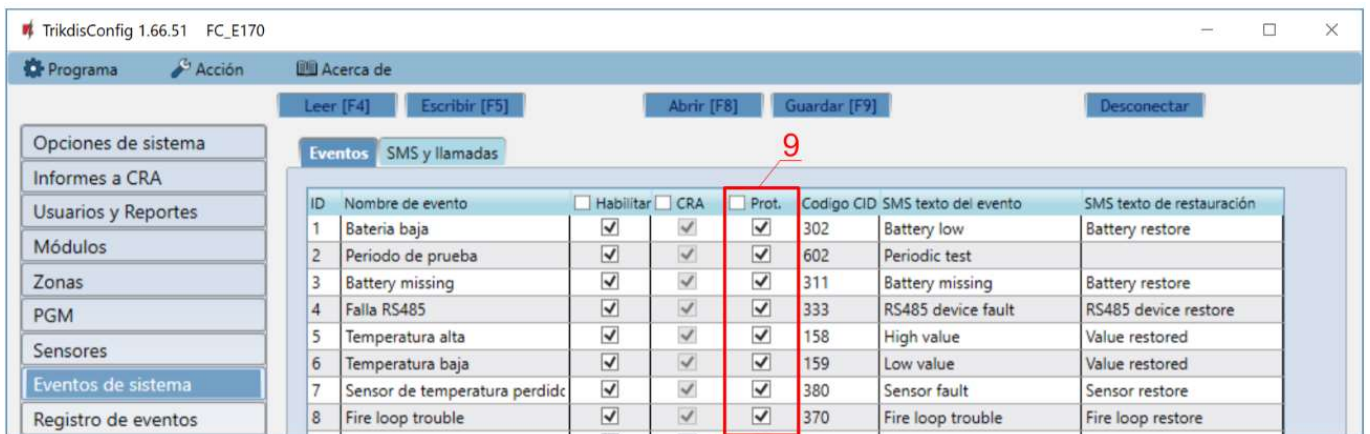 TrikdisConfig 1.66.51 FC_E170
Programa Acción Acerca de
Leer [F4] Escribir [F5] Abrir [F8] Guardar [F9] Desconectar
Opciones de sistema
Informes a CRA
Usuarios y Reportes
Módulos
Zonas
PGM
Sensores
Eventos de sistema
Registro de eventos
Eventos SMS y llamadas
9
ID Nombre de evento Habilitar CRA Prot. Codigo CID SMS texto del evento SMS texto de restauración
1 Bateria baja 302 Battery low Battery restore
2 Periodo de prueba 602 Periodic test
3 Battery missing 311 Battery missing Battery restore
4 Falla RS485 333 RS485 device fault RS485 device restore
5 Temperatura alta 158 High value Value restored
6 Temperatura baja 159 Low value Value restored
7 Sensor de temperatura perdido 380 Sensor fault Sensor restore
8 Fire loop trouble 370 Fire loop trouble Fire loop restore